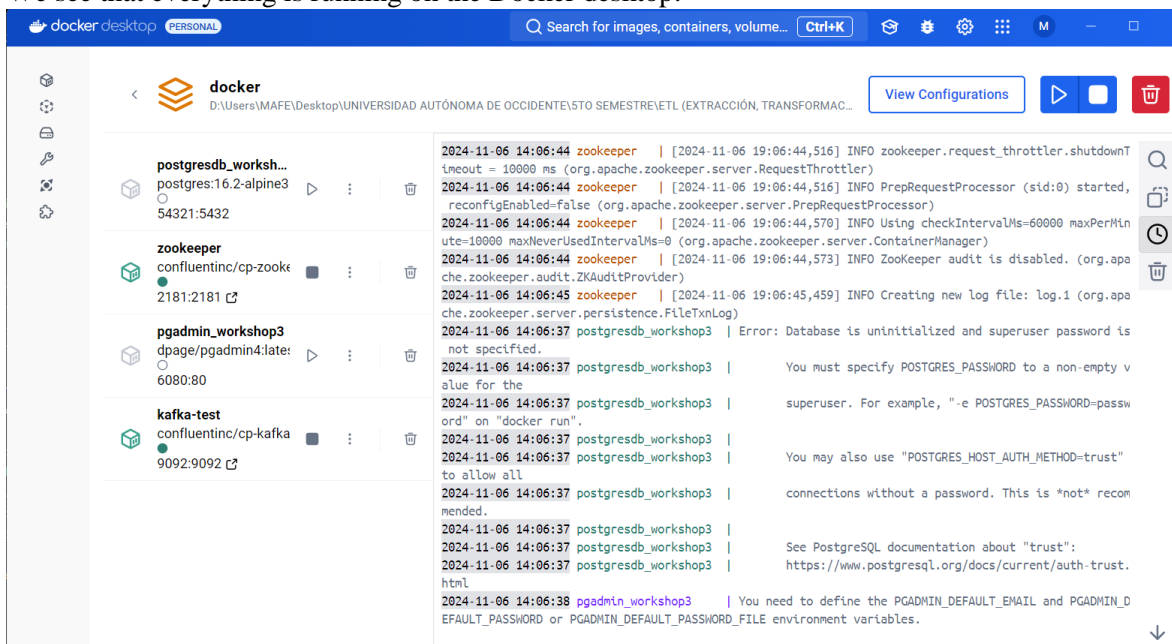 We see that everything is running on the Docker desktop.
docker desktop PERSONAL
Search for images, containers, volume... Ctrl+K
M
docker
D:\Users\MAFE\Desktop\UNIVERSIDAD AUTÓNOMA DE OCCIDENTE\5TO SEMESTRE\ETL (EXTRACCIÓN, TRANSFORMAC...
View Configurations
postgresdb_worksh...
postgres:16.2-alpine3
54321:5432
zookeeper
confluentinc/cp-zooke
2181:2181
pgadmin_workshop3
dpage/pgadmin4:lates
6080:80
kafka-test
confluentinc/cp-kafka
9092:9092
2024-11-06 14:06:44 zookeeper | [2024-11-06 19:06:44,516] INFO zookeeper.request_throttler.shutdownT
imeout = 10000 ms (org.apache.zookeeper.server.RequestThrottler)
2024-11-06 14:06:44 zookeeper | [2024-11-06 19:06:44,516] INFO PrepRequestProcessor (sid:0) started,
reconfigEnabled=false (org.apache.zookeeper.server.PrepRequestProcessor)
2024-11-06 14:06:44 zookeeper | [2024-11-06 19:06:44,570] INFO Using checkIntervalMs=60000 maxPerMin
ute=10000 maxNeverUsedIntervalMs=0 (org.apache.zookeeper.server.ContainerManager)
2024-11-06 14:06:44 zookeeper | [2024-11-06 19:06:44,573] INFO ZooKeeper audit is disabled. (org.apa
che.zookeeper.audit.ZKAuditProvider)
2024-11-06 14:06:45 zookeeper | [2024-11-06 19:06:45,459] INFO Creating new log file: log.1 (org.apa
che.zookeeper.server.persistence.FileTxnLog)
2024-11-06 14:06:37 postgresdb_workshop3 | Error: Database is uninitialized and superuser password is
not specified.
2024-11-06 14:06:37 postgresdb_workshop3 | You must specify POSTGRES_PASSWORD to a non-empty v
alue for the
2024-11-06 14:06:37 postgresdb_workshop3 | superuser. For example, "-e POSTGRES_PASSWORD=passw
ord" on "docker run".
2024-11-06 14:06:37 postgresdb_workshop3 |
2024-11-06 14:06:37 postgresdb_workshop3 | You may also use "POSTGRES_HOST_AUTH_METHOD=trust"
to allow all
2024-11-06 14:06:37 postgresdb_workshop3 | connections without a password. This is *not* recom
mended.
2024-11-06 14:06:37 postgresdb_workshop3 |
2024-11-06 14:06:37 postgresdb_workshop3 | See PostgreSQL documentation about "trust":
2024-11-06 14:06:37 postgresdb_workshop3 | https://www.postgresql.org/docs/current/auth-trust.
html
2024-11-06 14:06:38 pgadmin_workshop3 | You need to define the PGADMIN_DEFAULT_EMAIL and PGADMIN_D
EFAULT_PASSWORD or PGADMIN_DEFAULT_PASSWORD_FILE environment variables.